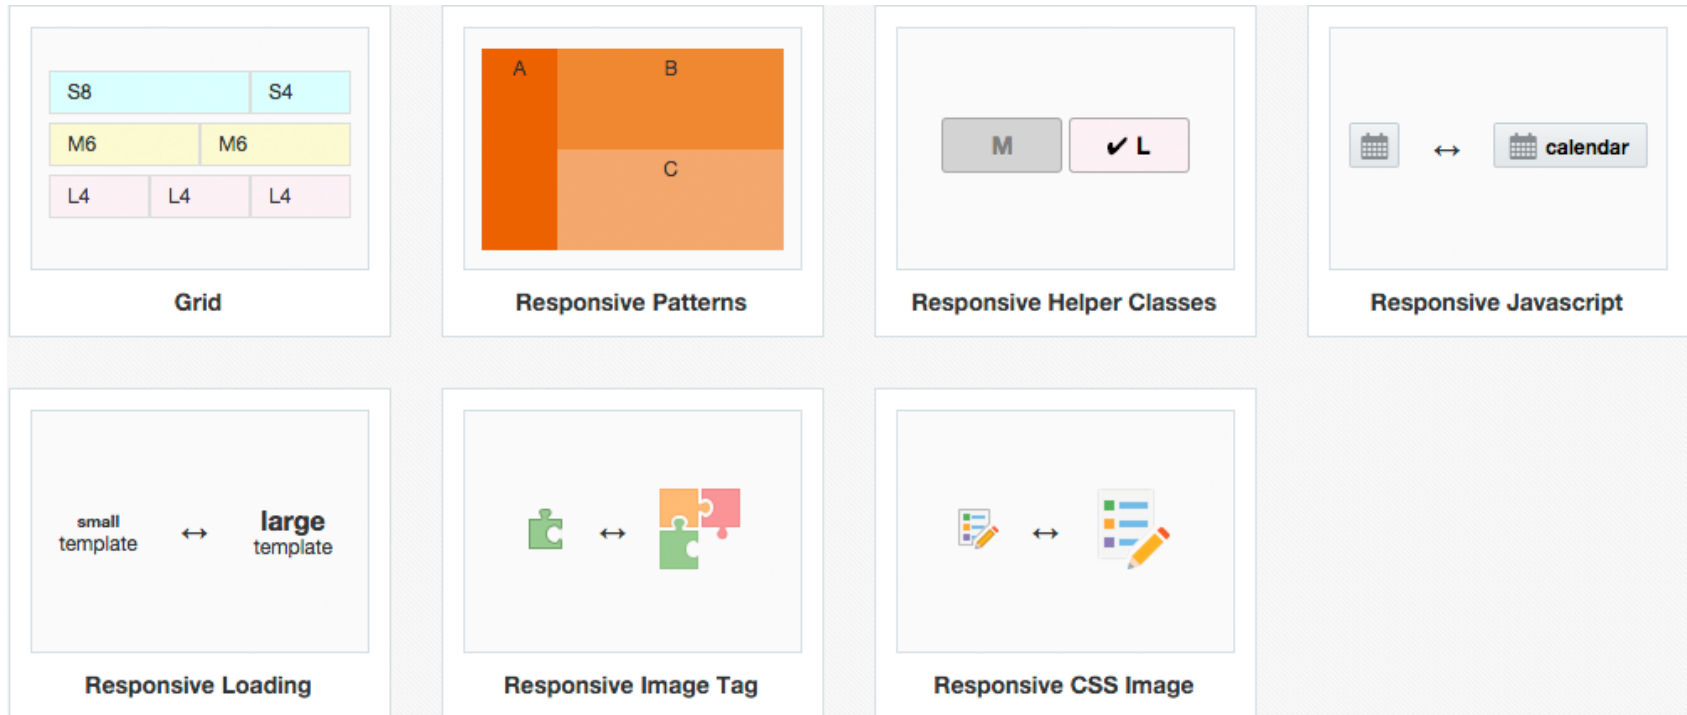 S8 S4
M6 M6
L4 L4 L4
Grid
A B
C
Responsive Patterns
M ✔ L
Responsive Helper Classes
calendar
Responsive Javascript
small
template
large
template
Responsive Loading
Responsive Image Tag
Responsive CSS Image